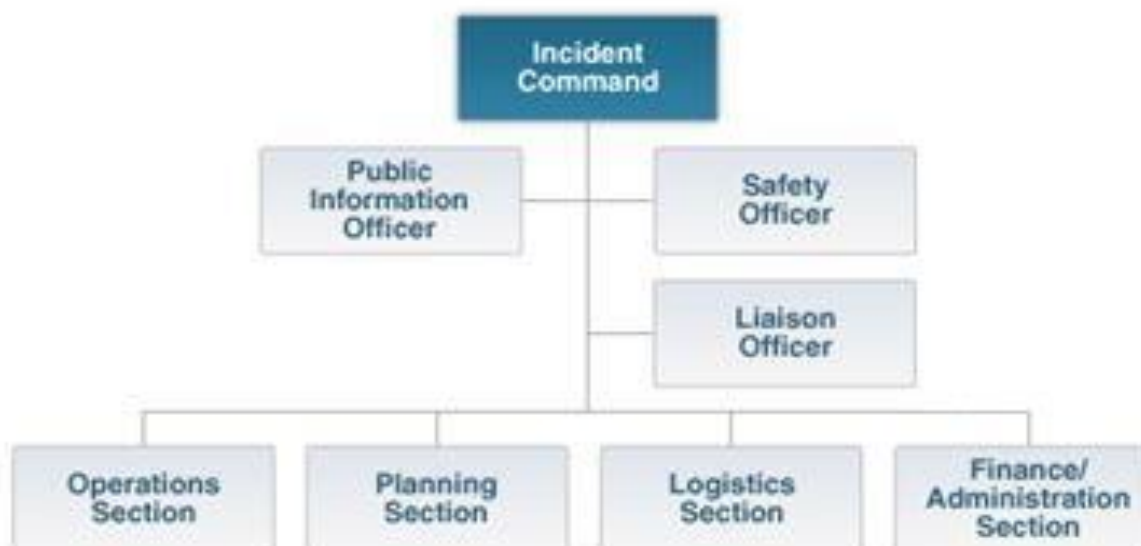 Incident
Command
Public
Information
Officer
Safety
Officer
Liaison
Officer
Operations
Section
Planning
Section
Logistics
Section
Finance/
Administration
Section